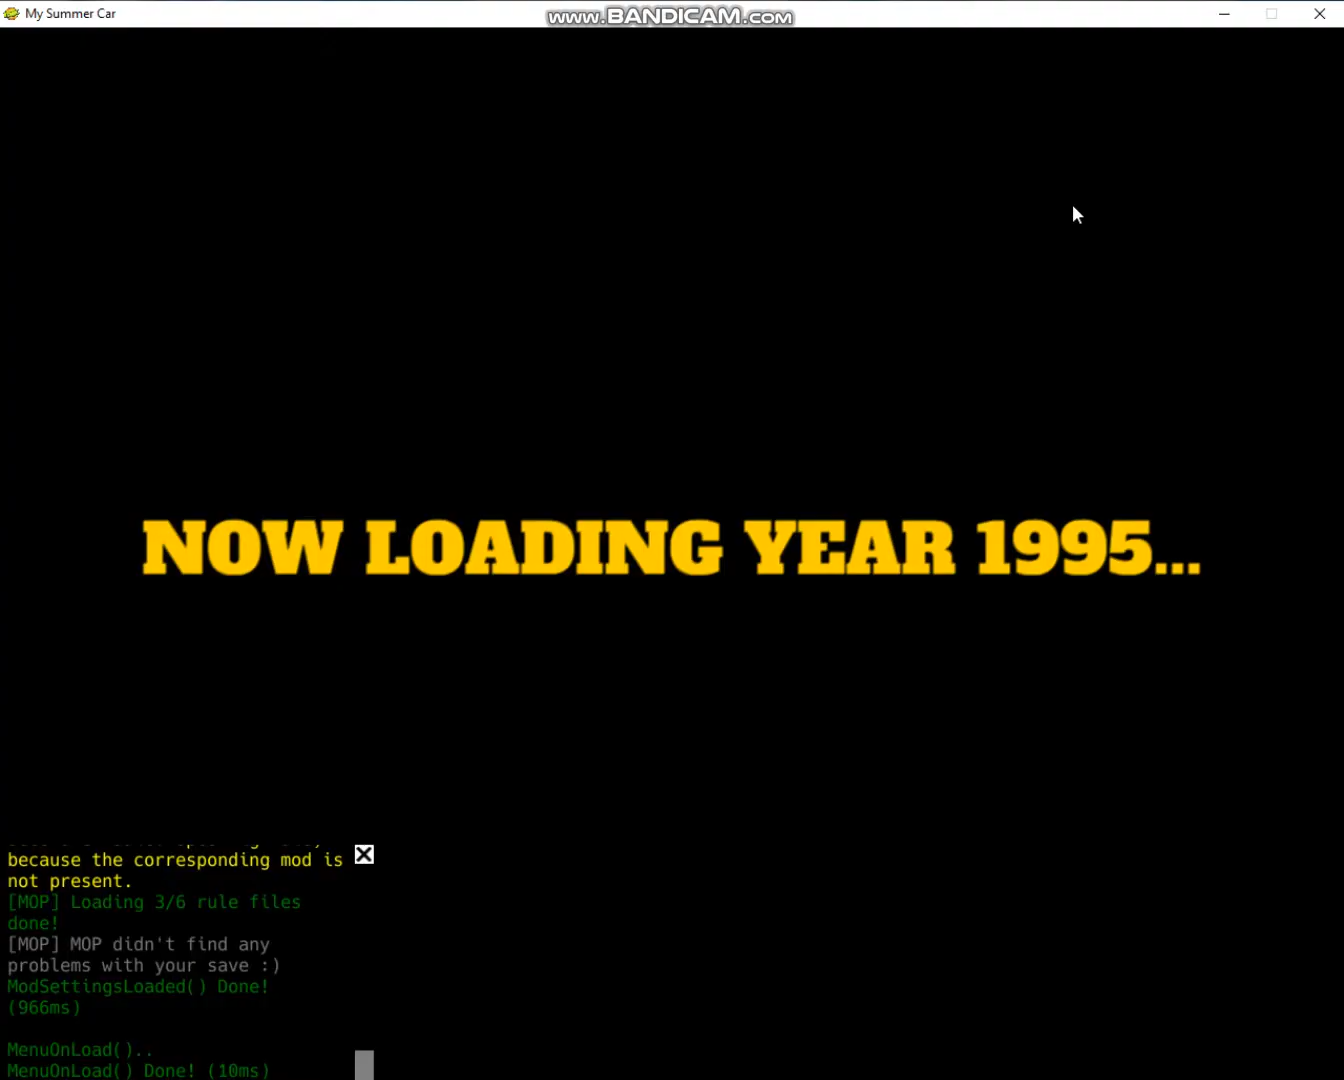 My Summer Car
www.BANDICAM.com
NOW LOADING YEAR 1995...
because the corresponding mod is
not present.
[MOP] Loading 3/6 rule files
done!
[MOP] MOP didn't find any
problems with your save :)
ModSettingsLoaded() Done!
(966ms)
MenuOnLoad()..
MenuOnLoad() Done! (10ms)